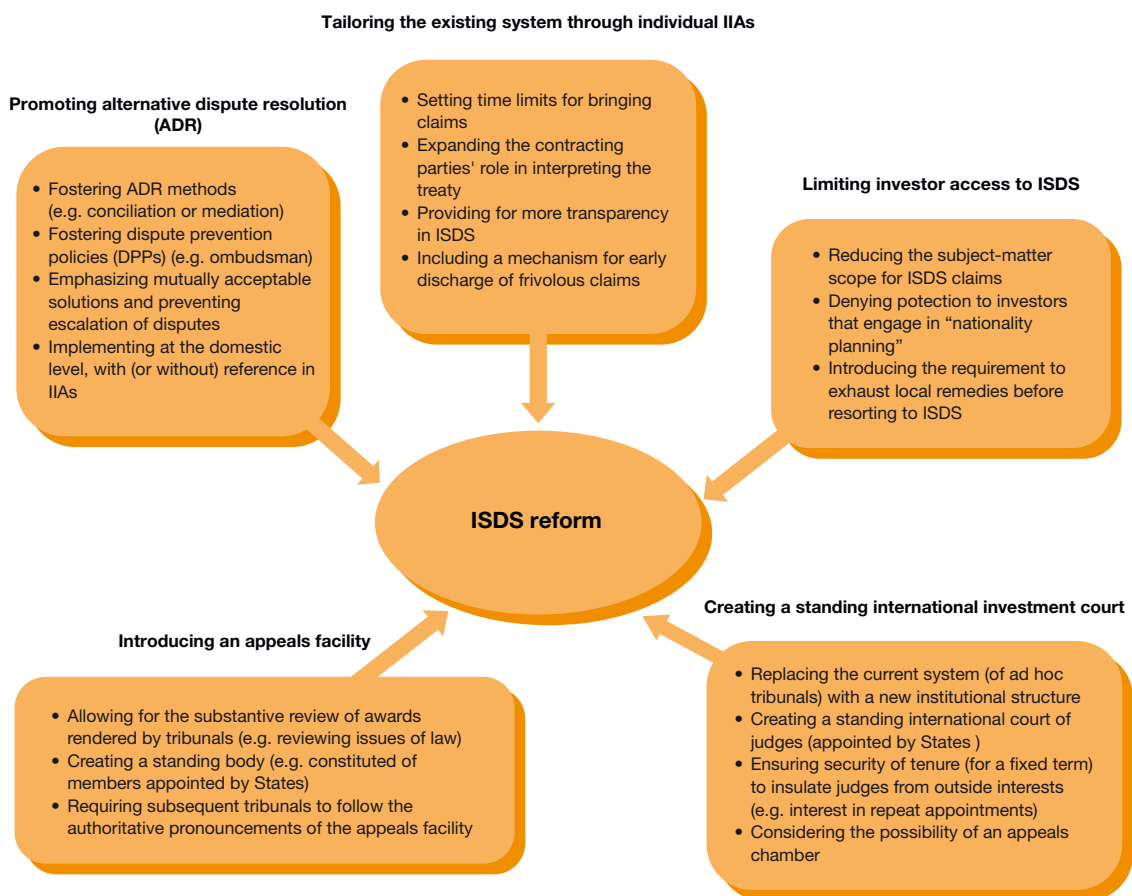 Tailoring the existing system through individual IIAs
• Setting time limits for bringing
claims
• Expanding the contracting
parties' role in interpreting the
treaty
• Providing for more transparency
in ISDS
• Including a mechanism for early
discharge of frivolous claims
Promoting alternative dispute resolution
(ADR)
• Fostering ADR methods
(e.g. conciliation or mediation)
• Fostering dispute prevention
policies (DPPs) (e.g. ombudsman)
• Emphasizing mutually acceptable
solutions and preventing
escalation of disputes
• Implementing at the domestic
level, with (or without) reference in
IIAs
Limiting investor access to ISDS
• Reducing the subject-matter
scope for ISDS claims
• Denying potection to investors
that engage in “nationality
planning”
• Introducing the requirement to
exhaust local remedies before
resorting to ISDS
ISDS reform
Introducing an appeals facility
• Allowing for the substantive review of awards
rendered by tribunals (e.g. reviewing issues of law)
• Creating a standing body (e.g. constituted of
members appointed by States)
• Requiring subsequent tribunals to follow the
authoritative pronouncements of the appeals facility
Creating a standing international investment court
• Replacing the current system (of ad hoc
tribunals) with a new institutional structure
• Creating a standing international court of
judges (appointed by States )
• Ensuring security of tenure (for a fixed term)
to insulate judges from outside interests
(e.g. interest in repeat appointments)
• Considering the possibility of an appeals
chamber